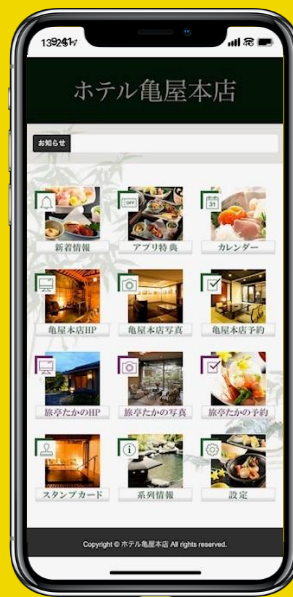 ホテル亀屋本店
お知らせ
OFF
31
新着情報 アプリ特典 カレンダー
亀屋本店HP 亀屋本店写真 亀屋本店予約
旅亭たかのHP 旅亭たかの写真 旅亭たかの予約
スタンプカード 系列情報 設定
Copyright © ホテル亀屋本店 All rights reserved.